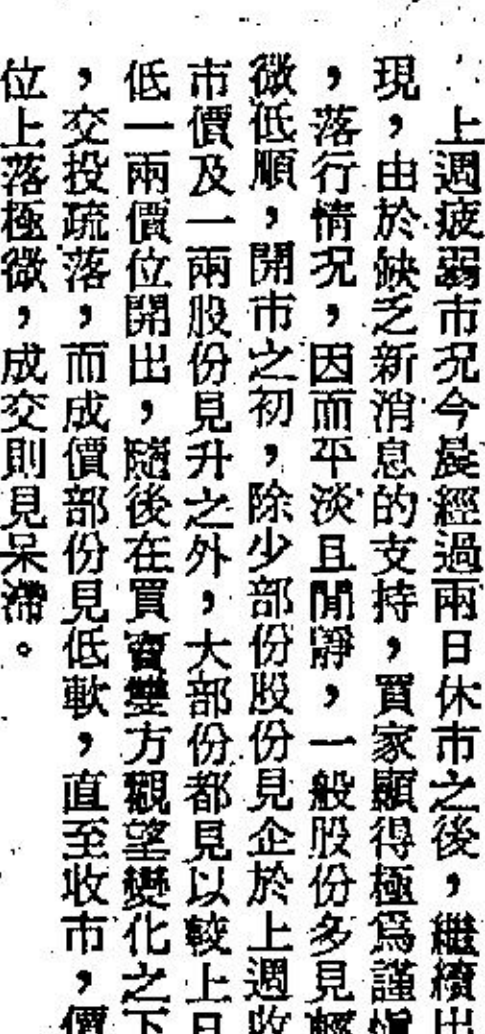 上週疲弱市況今晨經過兩日休市之後，繼續出
現，由於缺乏新消息的支持，買家顯得極為謹慎
，落行情況，因而平淡且閒靜，一般股份多見輕
微低順，開市之初，除少部份股份見企於上週收
市價及一兩股份見升之外，大部份都見以較上日
低一兩價位開出，隨後在買賣雙方觀望變化之下
，交投疏落，而成價部份見低軟，直至收市，價
位上落極微，成交則見呆滯。